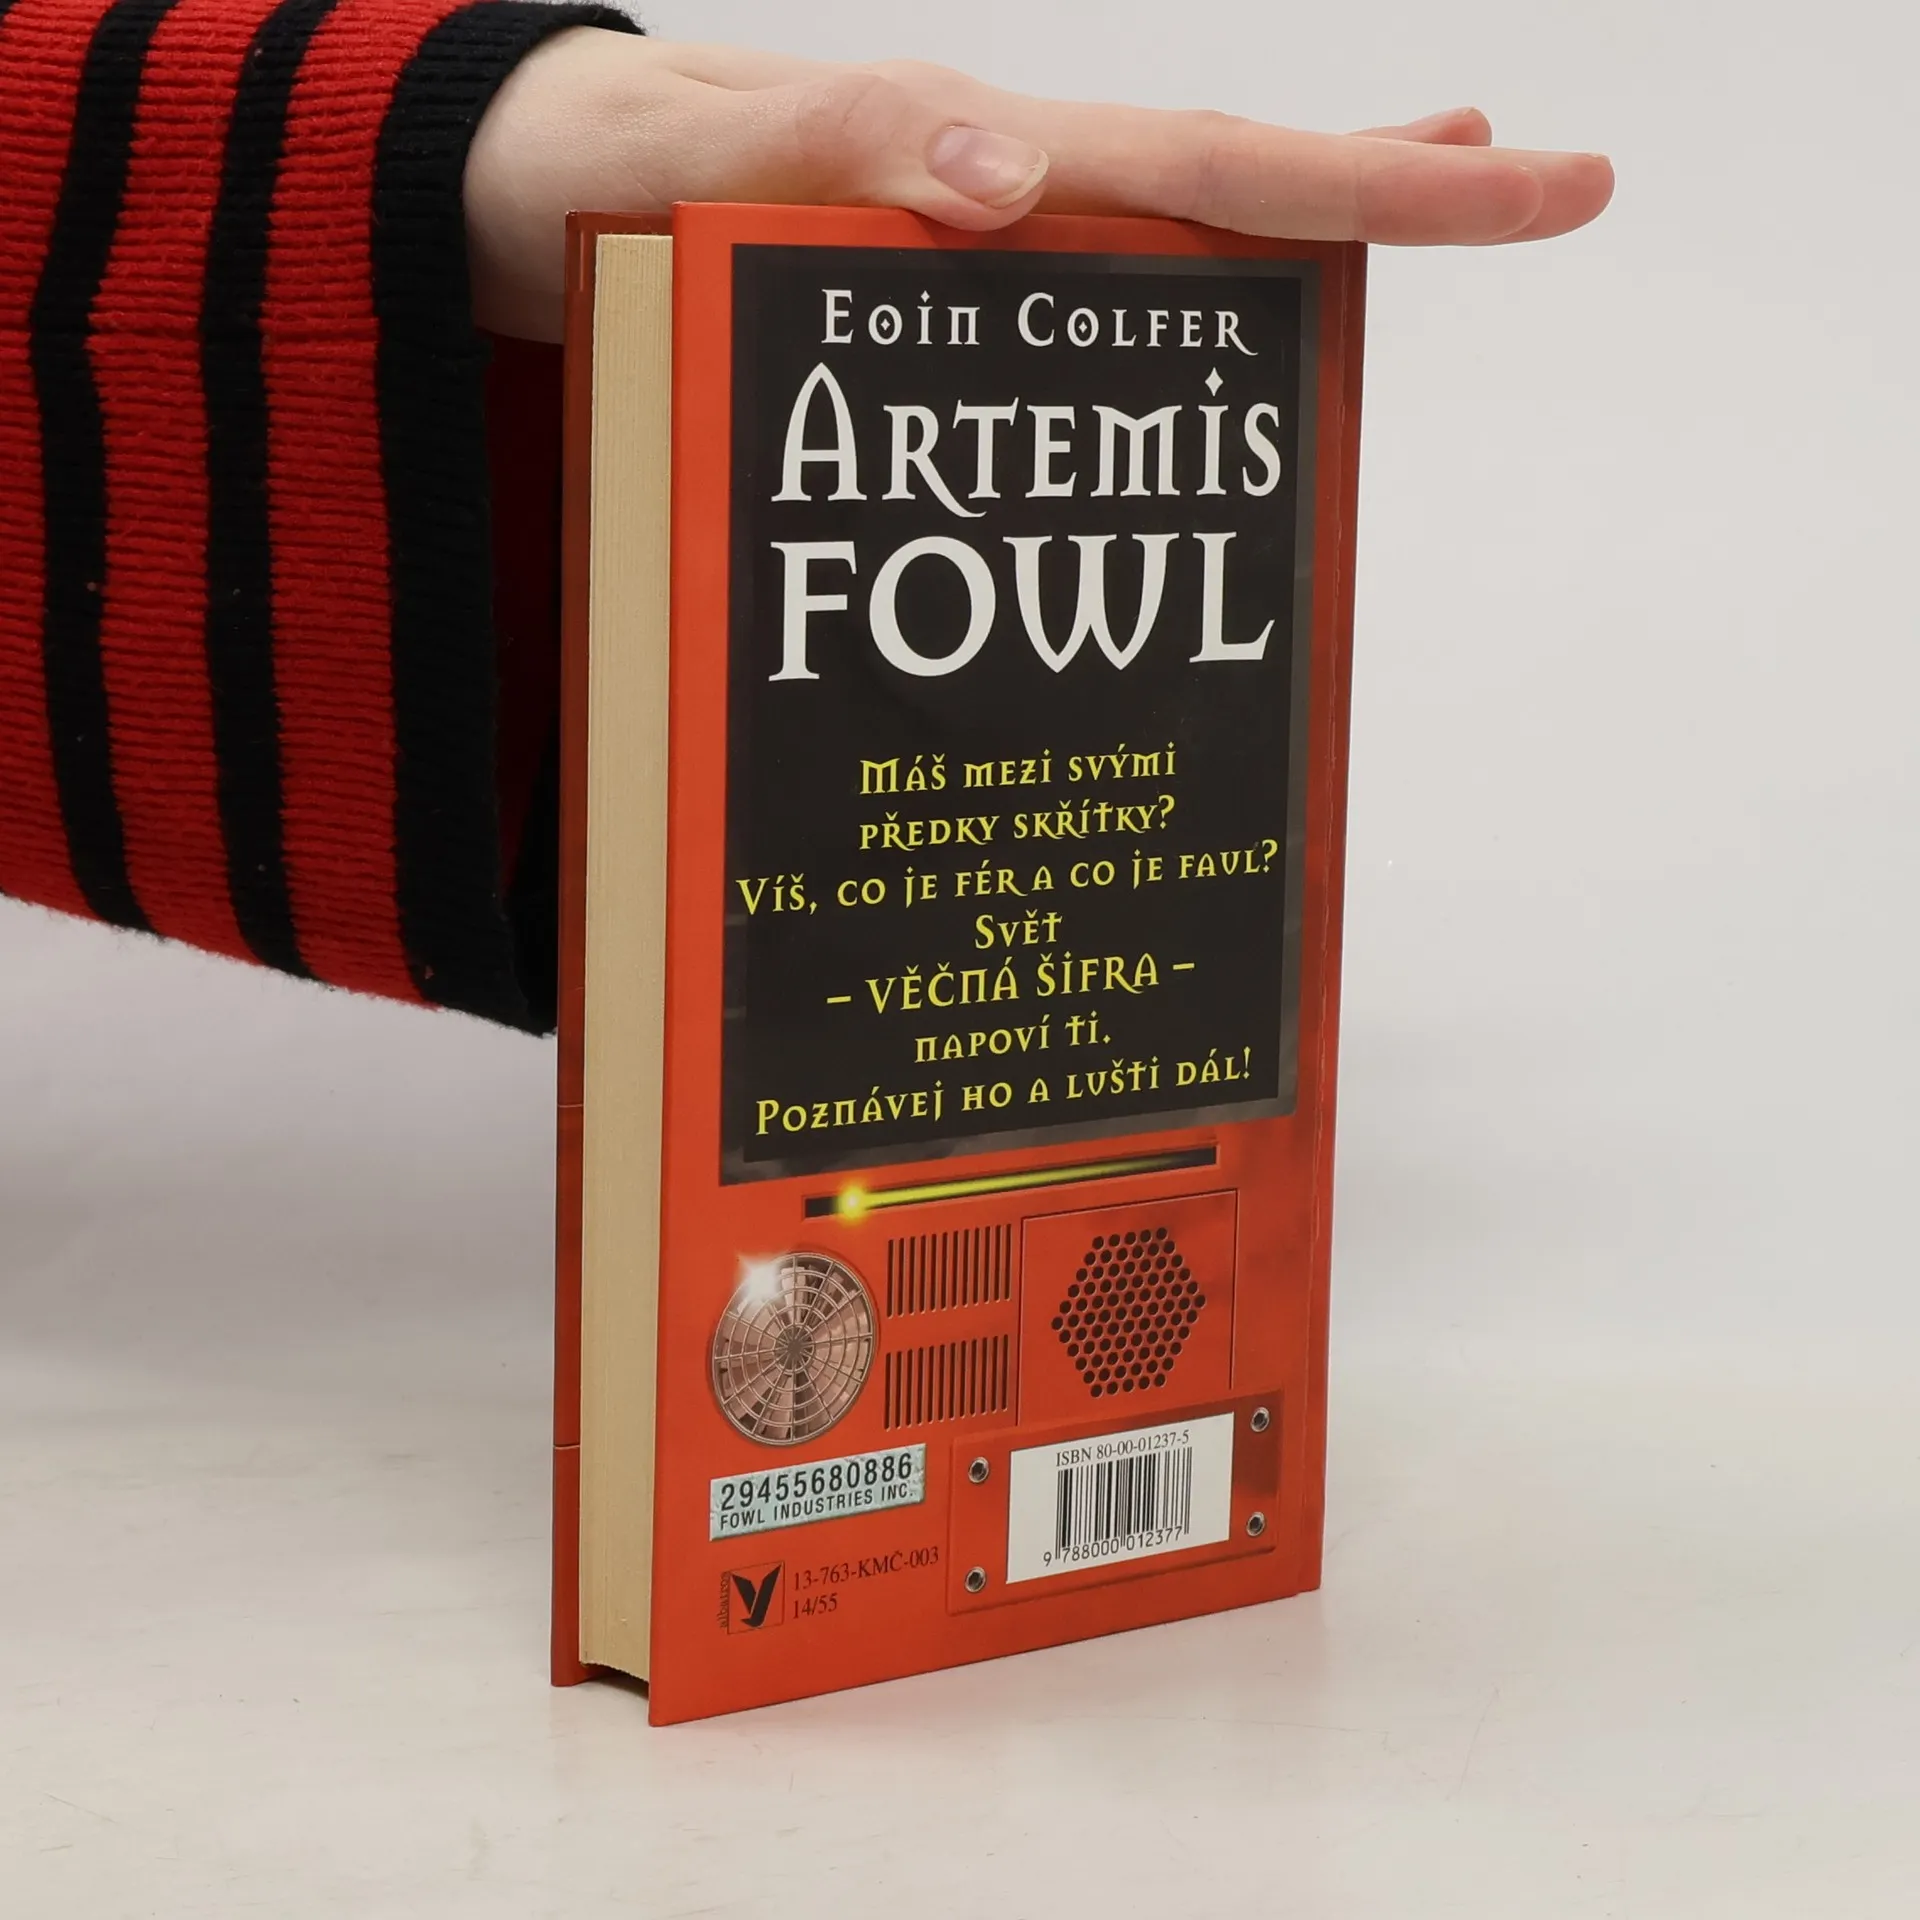 Eoin Colfer
Artemis
Fowl
Máš mezi svými
předky skřítky?
Víš, co je fér a co je faul?
Svět
– VĚČNÁ ŠIFRA –
napoví ti.
Poznávej ho a lušti dál!
29455680886
FOWL INDUSTRIES INC.
ISBN 80-00-01237-5
9 788000 012377
albatros
13-763-KMČ-003
14/55